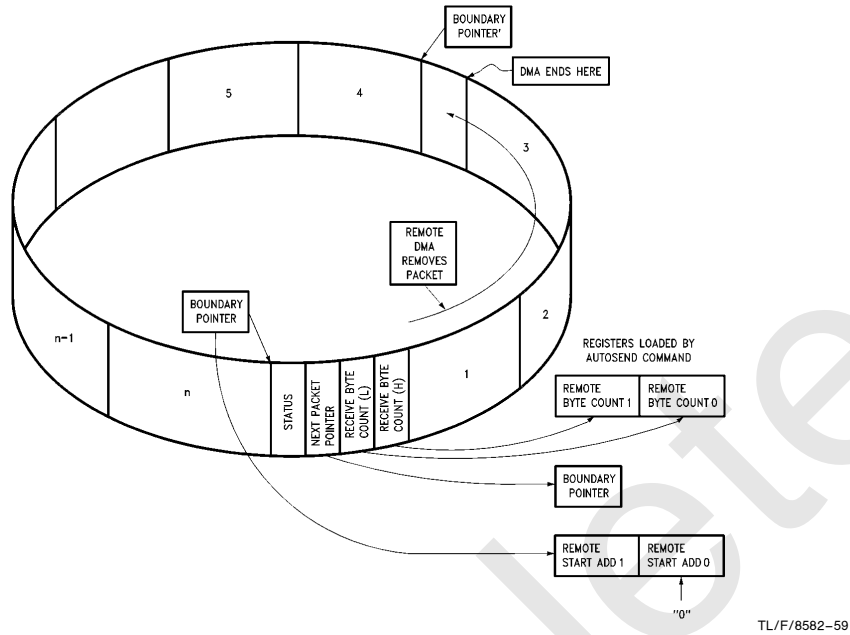 BOUNDARY
POINTER'
DMA ENDS HERE
5
4
3
REMOTE
DMA
REMOVES
PACKET
BOUNDARY
POINTER
2
n-1
n
STATUS
NEXT PACKET
POINTER
RECEIVE BYTE
COUNT (L)
RECEIVE BYTE
COUNT (H)
1
REGISTERS LOADED BY
AUTOSEND COMMAND
REMOTE
BYTE COUNT 1
REMOTE
BYTE COUNT 0
BOUNDARY
POINTER
REMOTE
START ADD 1
REMOTE
START ADD 0
"0"
TL/F/8582–59
lete